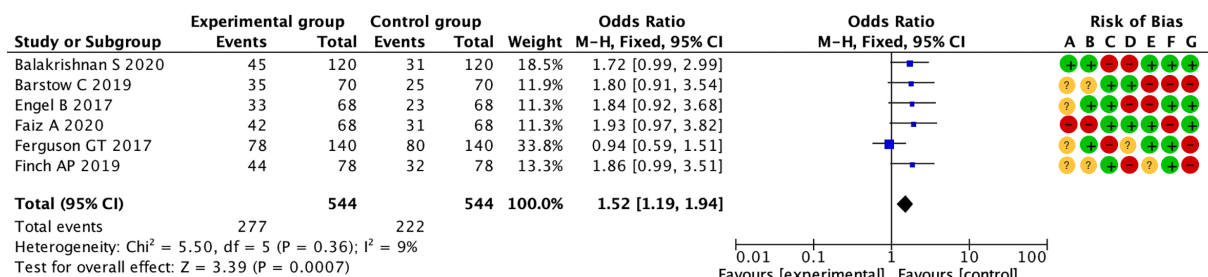 Experimental group Control group Odds Ratio Odds Ratio Risk of Bias
Study or Subgroup Events Total Events Total Weight M-H, Fixed, 95% CI M-H, Fixed, 95% CI A B C D E F G
Balakrishnan S 2020 45 120 31 120 18.5% 1.72 [0.99, 2.99] + + - - + + +
Barstow C 2019 35 70 25 70 11.9% 1.80 [0.91, 3.54] ? ? + + - - -
Engel B 2017 33 68 23 68 11.3% 1.84 [0.92, 3.68] ? + + - - + +
Faiz A 2020 42 68 31 68 11.3% 1.93 [0.97, 3.82] - - + + + - +
Ferguson GT 2017 78 140 80 140 33.8% 0.94 [0.59, 1.51] ? + - ? + + -
Finch AP 2019 44 78 32 78 13.3% 1.86 [0.99, 3.51] ? ? + - ? + -
Total (95% CI) 544 544 100.0% 1.52 [1.19, 1.94]
Total events 277 222
Heterogeneity: Chi² = 5.50, df = 5 (P = 0.36); I² = 9%
Test for overall effect: Z = 3.39 (P = 0.0007)
0.01 0.1 1 10 100
Favours [experimental] Favours [control]